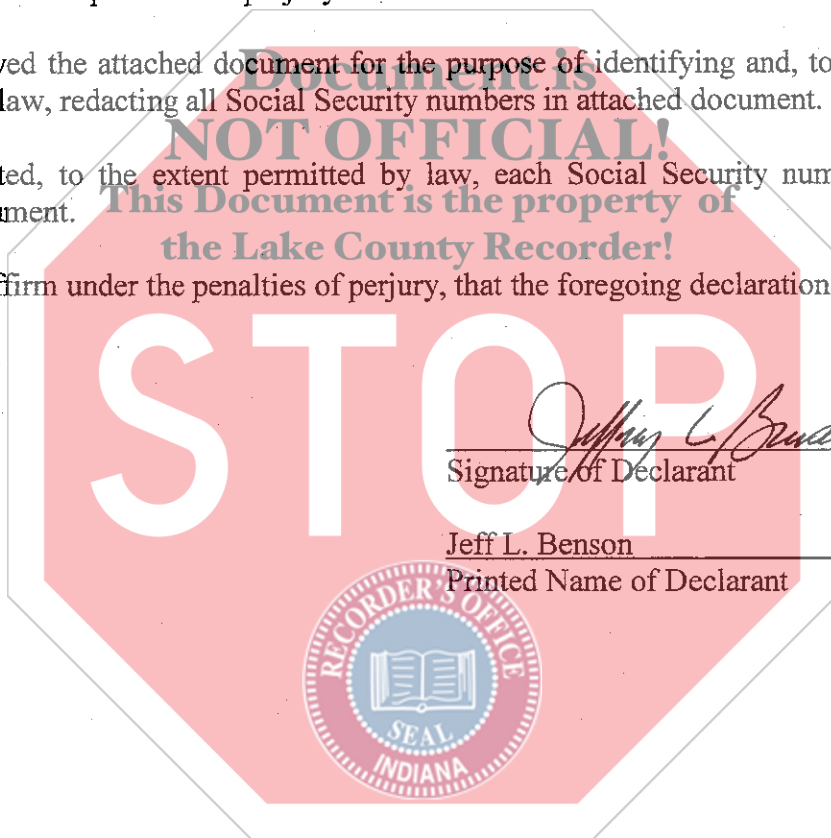 ved the attached document for the purpose of identifying and, to
Document is
law, redacting all Social Security numbers in attached document.
NOT OFFICIAL!
ted, to the extent permitted by law, each Social Security num
ment.
This Document is the property of
the Lake County Recorder!
ffirm under the penalties of perjury, that the foregoing declaration
STOP
Signature of Declarant
Jeff L. Benson
Printed Name of Declarant
RECORDER'S OFFICE
SEAL
INDIANA